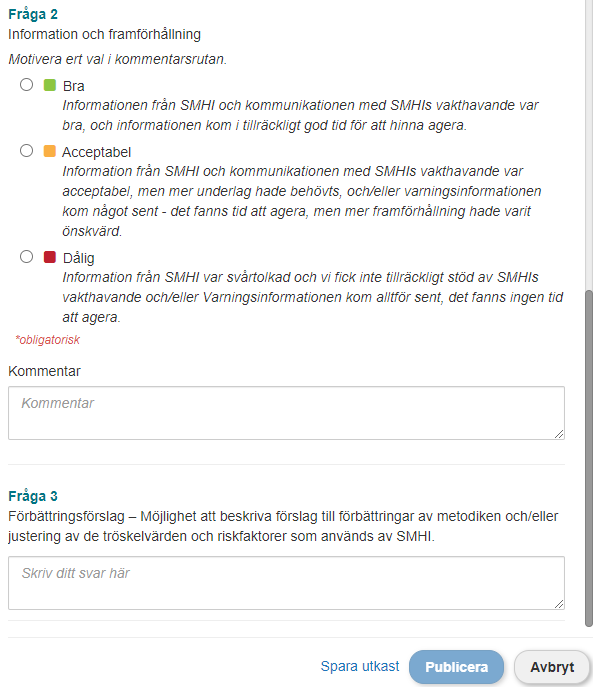 Fråga 2
Information och framförhållning
Motivera ert val i kommentarsrutan.
Bra
Informationen från SMHI och kommunikationen med SMHIs vakthavande var
bra, och informationen kom i tillräckligt god tid för att hinna agera.
Acceptabel
Information från SMHI och kommunikationen med SMHIs vakthavande var
acceptabel, men mer underlag hade behövts, och/eller varningsinformationen
kom något sent - det fanns tid att agera, men mer framförhållning hade varit
önskvärd.
Dålig
Information från SMHI var svårtolkad och vi fick inte tillräckligt stöd av SMHIs
vakthavande och/eller Varningsinformationen kom alltför sent, det fanns ingen tid
att agera.
*obligatorisk
Kommentar
Kommentar
Fråga 3
Förbättringsförslag – Möjlighet att beskriva förslag till förbättringar av metodiken och/eller
justering av de tröskelvärden och riskfaktorer som används av SMHI.
Skriv ditt svar här
Spara utkast Publicera Avbryt